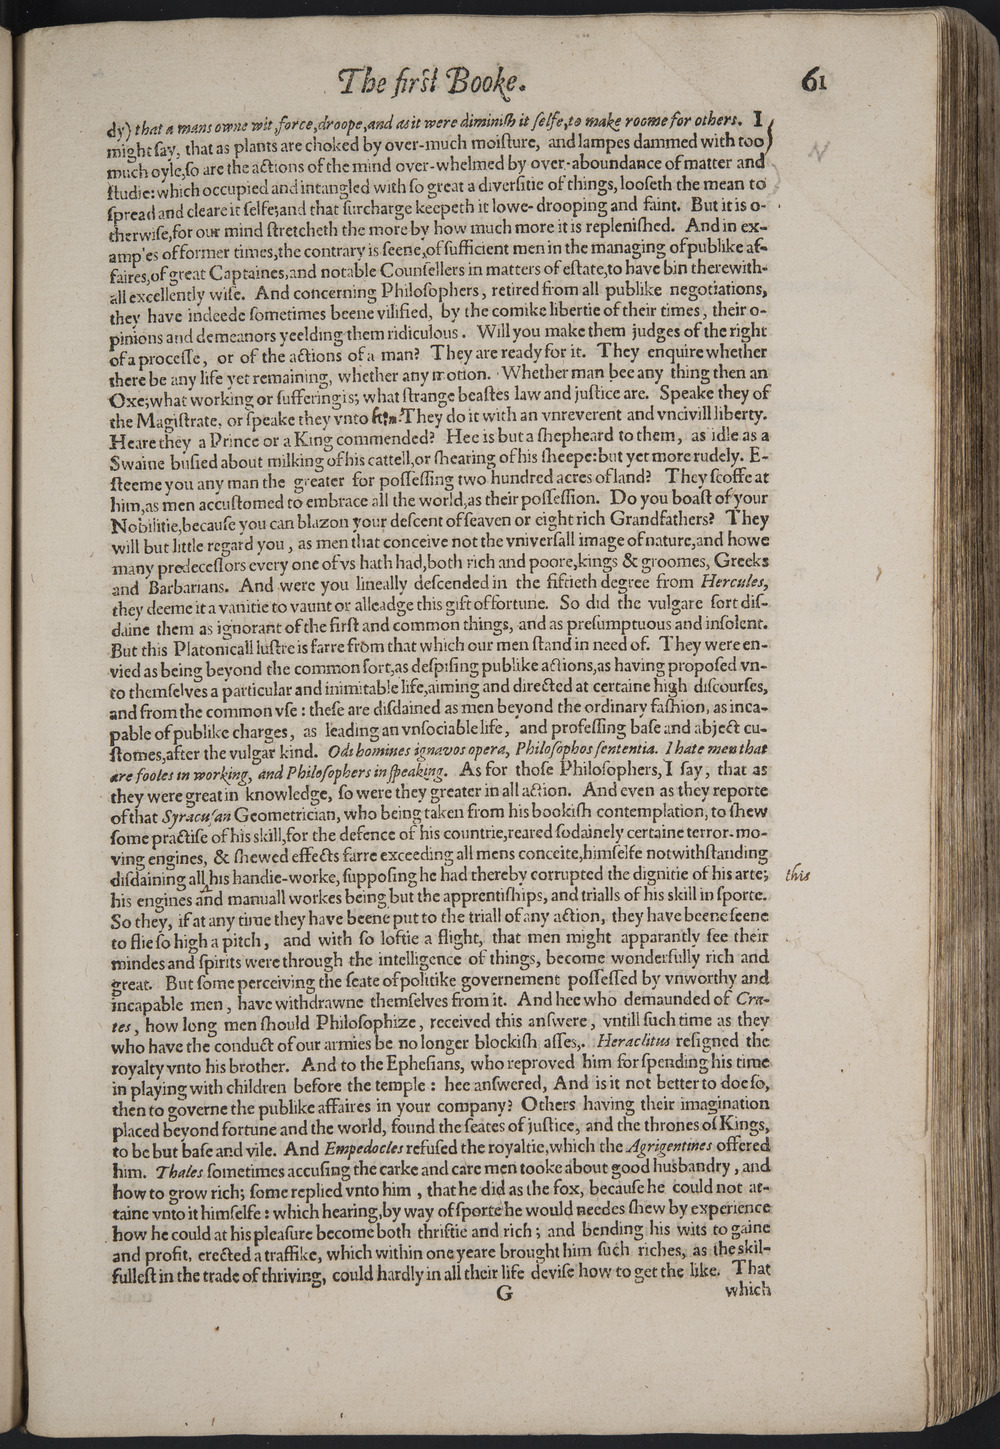 The firſt Booke. 61
dy) that a mans owne wit, force, droope, and as it were diminiſh it ſelfe, to make roome for others. I
might ſay, that as plants are choked by over-much moiſture, and lampes dammed with too
much oyle, ſo are the actions of the mind over-whelmed by over-aboundance of matter and
ſtudie: which occupied and intangled with ſo great a diverſitie of things, looſeth the mean to
ſpread and cleare it ſelfe; and that ſurcharge keepeth it lowe-drooping and faint. But it is o-
therwiſe, for our mind ſtretcheth the more by how much more it is repleniſhed. And in ex-
amp'es of former times, the contrary is ſeene, of ſufficient men in the managing of publike af-
faires, of great Captaines, and notable Counſellers in matters of eſtate, to have bin therewith-
all excellently wiſe. And concerning Philoſophers, retired from all publike negotiations,
they have indeede ſometimes beene vilified, by the comike libertie of their times, their o-
pinions and demeanors yeelding them ridiculous. Will you make them judges of the right
of a proceſſe, or of the actions of a man? They are ready for it. They enquire whether
there be any life yet remaining, whether any motion. Whether man bee any thing then an
Oxe; what working or ſuffering is; what ſtrange beaſtes law and juſtice are. Speake they of
the Magiſtrate, or ſpeake they vnto him? They do it with an vnreverent and vncivill liberty.
Heare they a Prince or a King commended? Hee is but a ſhepheard to them, as idle as a
Swaine buſied about milking of his cattell, or ſhearing of his ſheepe: but yet more rudely. E-
ſteeme you any man the greater for poſſeſſing two hundred acres of land? They ſcoffe at
him, as men accuſtomed to embrace all the world, as their poſſeſſion. Do you boaſt of your
Nobilitie, becauſe you can blazon your deſcent of ſeaven or eight rich Grandfathers? They
will but little regard you, as men that conceive not the vniverſall image of nature, and howe
many predeceſſors every one of vs hath had, both rich and poore, kings & groomes, Greeks
and Barbarians. And were you lineally deſcended in the fiftieth degree from Hercules,
they deeme it a vanitie to vaunt or alleadge this gift of fortune. So did the vulgare ſort diſ-
daine them as ignorant of the firſt and common things, and as preſumptuous and inſolent.
But this Platonicall luſtre is farre frõm that which our men ſtand in need of. They were en-
vied as being beyond the common ſort, as deſpiſing publike actions, as having propoſed vn-
to themſelves a particular and inimitable life, aiming and directed at certaine high diſcourſes,
and from the common vſe: theſe are diſdained as men beyond the ordinary faſhion, as inca-
pable of publike charges, as leading an vnſociable life, and profeſſing baſe and abject cu-
ſtomes, after the vulgar kind. Odi homines ignavos opera, Philoſophos ſententia. I hate men that
are fooles in working, and Philoſophers in ſpeaking. As for thoſe Philoſophers, I ſay, that as
they were great in knowledge, ſo were they greater in all action. And even as they reporte
of that Syracuſan Geometrician, who being taken from his bookiſh contemplation, to ſhew
ſome practiſe of his skill, for the defence of his countrie, reared ſodainely certaine terror-mo-
ving engines, & ſhewed effects farre exceeding all mens conceite, himſelfe notwithſtanding
diſdaining all ‸ his handie-worke, ſuppoſing he had thereby corrupted the dignitie of his arte; this
his engines and manuall workes being but the apprentiſhips, and trialls of his skill in ſporte.
So they, if at any time they have beene put to the triall of any action, they have beene ſeene
to flie ſo high a pitch, and with ſo loftie a flight, that men might apparantly ſee their
mindes and ſpirits were through the intelligence of things, become wonderfully rich and
great. But ſome perceiving the ſeate of politike governement poſſeſſed by vnworthy and
incapable men, have withdrawne themſelves from it. And hee who demaunded of Cra-
tes, how long men ſhould Philoſophize, received this anſwere, vntill ſuch time as they
who have the conduct of our armies be no longer blockiſh aſſes,. Heraclitus reſigned the
royalty vnto his brother. And to the Epheſians, who reproved him for ſpending his time
in playing with children before the temple: hee anſwered, And is it not better to doe ſo,
then to governe the publike affaires in your company? Others having their imagination
placed beyond fortune and the world, found the ſeates of juſtice, and the thrones of Kings,
to be but baſe and vile. And Empedocles refuſed the royaltie, which the Agrigentines offered
him. Thales ſometimes accuſing the carke and care men tooke about good husbandry, and
how to grow rich; ſome replied vnto him, that he did as the fox, becauſe he could not at-
taine vnto it himſelfe: which hearing, by way of ſporte he would needes ſhew by experience
how he could at his pleaſure become both thriftie and rich; and bending his wits to gaine
and profit, erected a traffike, which within one yeare brought him ſuch riches, as the skil-
fulleſt in the trade of thriving, could hardly in all their life deviſe how to get the like. That
G which